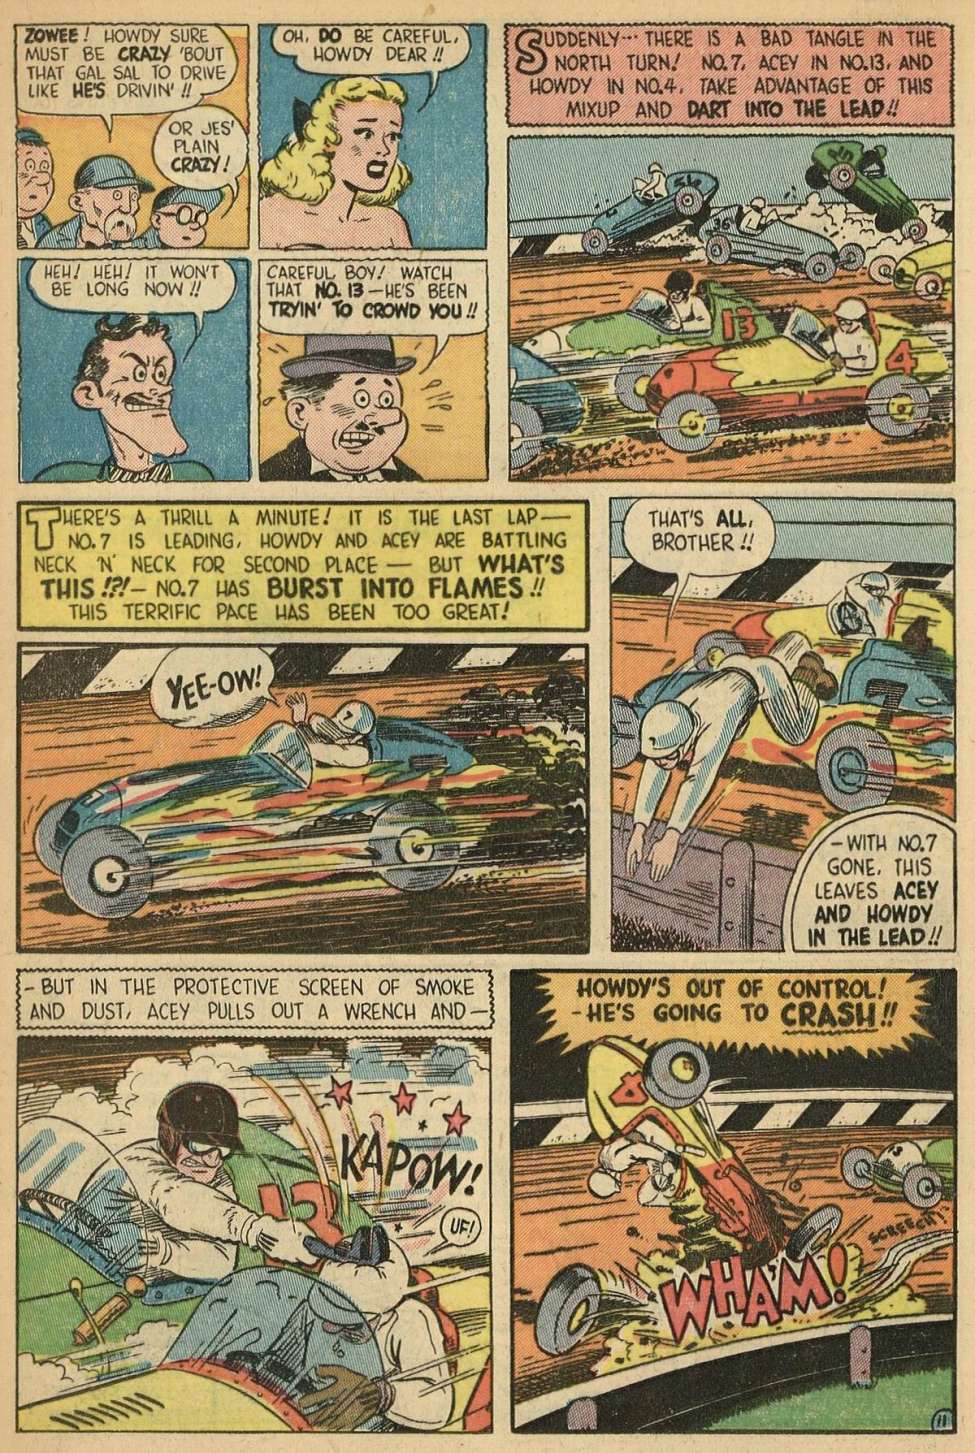 ZOWEE! HOWDY SURE
MUST BE CRAZY 'BOUT
THAT GAL SAL TO DRIVE
LIKE HE'S DRIVIN'!!
OR JES'
PLAIN
CRAZY!
OH, DO BE CAREFUL,
HOWDY DEAR!!
HEH! HEH! IT WON'T
BE LONG NOW!!
CAREFUL BOY! WATCH
THAT NO. 13 — HE'S BEEN
TRYIN' TO CROWD YOU!!
SUDDENLY... THERE IS A BAD TANGLE IN THE
NORTH TURN! NO. 7, ACEY IN NO. 13, AND
HOWDY IN NO. 4, TAKE ADVANTAGE OF THIS
MIXUP AND DART INTO THE LEAD!!
16
13
4
THERE'S A THRILL A MINUTE! IT IS THE LAST LAP —
NO. 7 IS LEADING, HOWDY AND ACEY ARE BATTLING
NECK 'N' NECK FOR SECOND PLACE — BUT WHAT'S
THIS!?! — NO. 7 HAS BURST INTO FLAMES!!
THIS TERRIFIC PACE HAS BEEN TOO GREAT!
YEE-OW!
7
7
7
THAT'S ALL,
BROTHER!!
4
7
— WITH NO. 7
GONE, THIS
LEAVES ACEY
AND HOWDY
IN THE LEAD!!
— BUT IN THE PROTECTIVE SCREEN OF SMOKE
AND DUST, ACEY PULLS OUT A WRENCH AND —
KAPOW!
13
UF!
HOWDY'S OUT OF CONTROL!
— HE'S GOING TO CRASH!!
4
13
SCREECH!
WHAM!
11